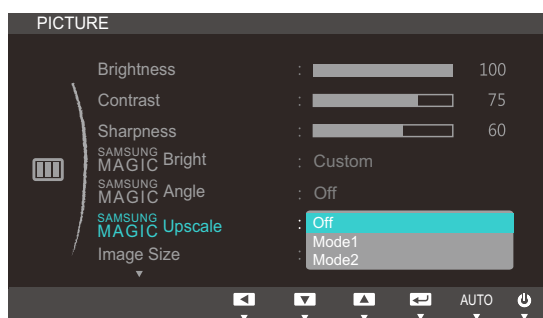 PICTURE
Brightness : 100
Contrast : 75
Sharpness : 60
SAMSUNG
MAGIC Bright : Custom
SAMSUNG
MAGIC Angle : Off
SAMSUNG
MAGIC Upscale : Off
Mode1
Image Size : Mode2
AUTO